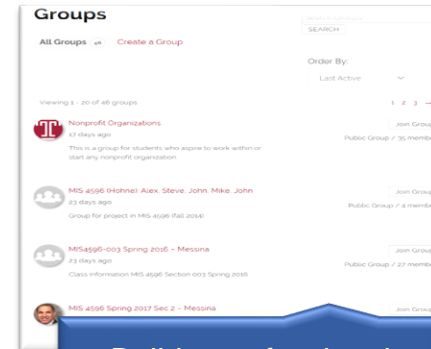 Groups
SEARCH
All Groups 46 Create a Group
Order By:
Last Active
Viewing 1 - 20 of 46 groups
1 2 3 →
Nonprofit Organizations
Join Group
17 days ago
Public Group / 35 memb
This is a group for students who aspire to work within or
start any nonprofit organization.
MIS 4596 (Hohne): Alex, Steve, John, Mike, John
Join Group
23 days ago
Public Group / 4 memb
Group for project in MIS 4596 (fall 2014)
MIS4596-003 Spring 2016 – Messina
Join Group
23 days ago
Public Group / 27 memb
Class Information MIS 4596 Section 003 Spring 2016
MIS 4596 Spring 2017 Sec 2 – Messina
Join Group